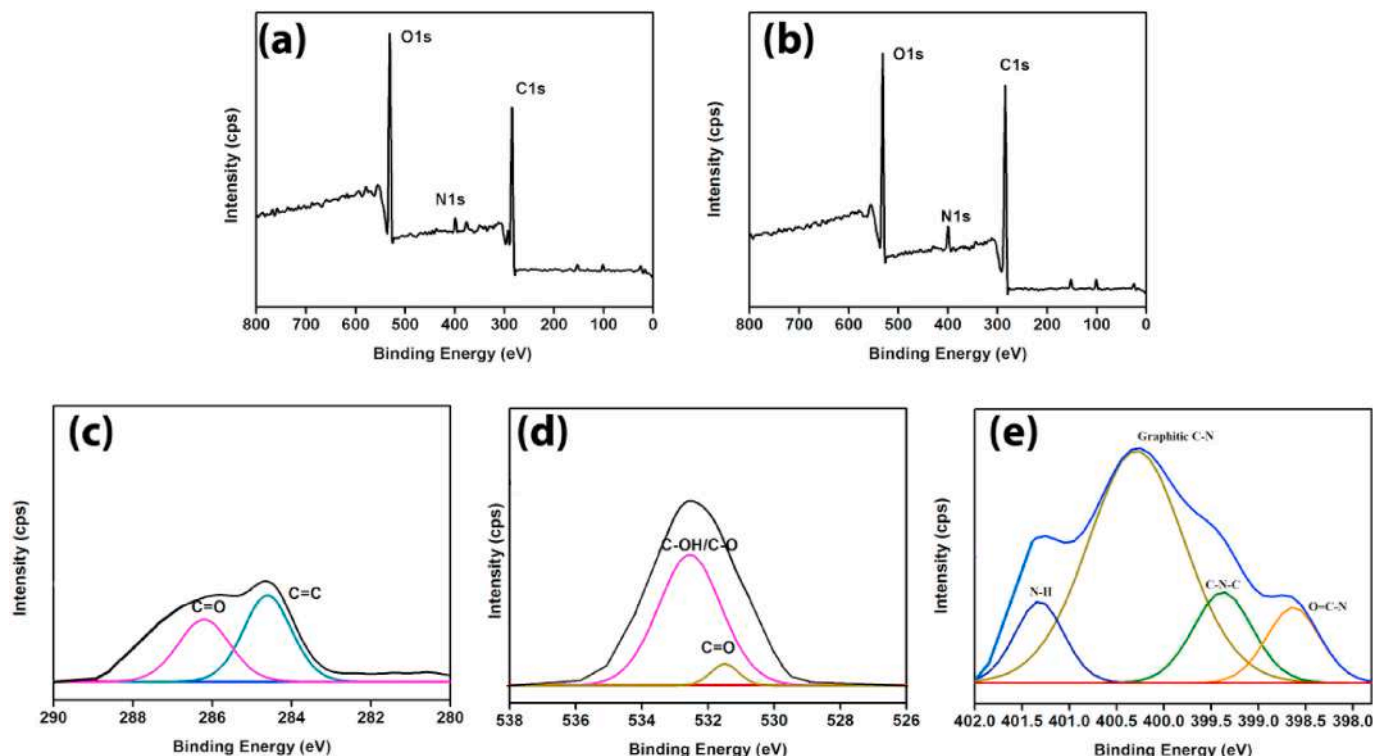 (a)
O1s
C1s
N1s
Intensity (cps)
800 700 600 500 400 300 200 100 0
Binding Energy (eV)
(b)
O1s
C1s
N1s
Intensity (cps)
800 700 600 500 400 300 200 100 0
Binding Energy (eV)
(c)
C=O
C=C
Intensity (cps)
290 288 286 284 282 280
Binding Energy (eV)
(d)
C-OH/C-O
C=O
Intensity (cps)
538 536 534 532 530 528 526
Binding Energy (eV)
(e)
Graphitic C-N
N-H
C-N-C
O=C-N
Intensity (cps)
402.0 401.5 401.0 400.5 400.0 399.5 399.0 398.5 398.0
Binding Energy (eV)